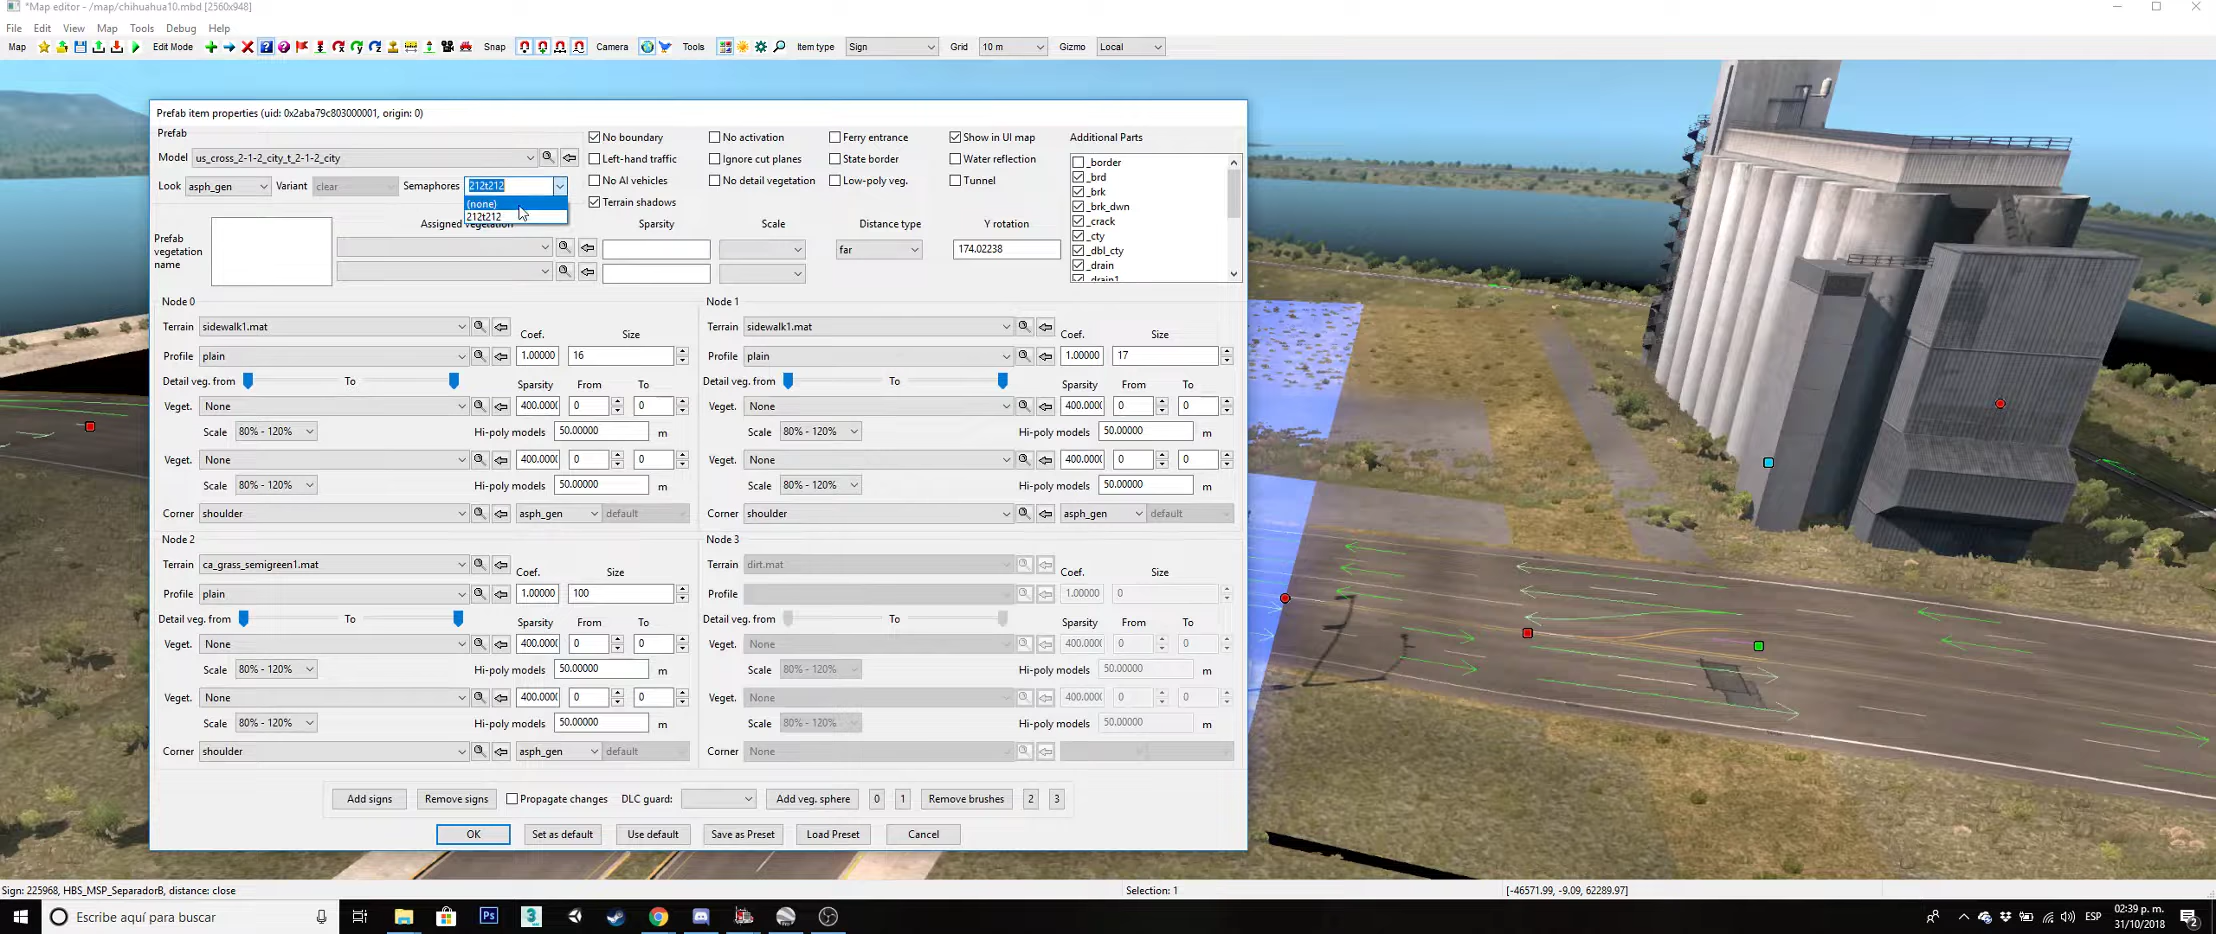 *Map editor - /map/chihuahua10.mbd [2560x948]
File Edit View Map Tools Debug Help
Map Edit Mode Snap Camera Tools Item type Sign Grid 10 m Gizmo Local
Prefab item properties (uid: 0x2aba79c803000001, origin: 0)
Prefab
Model us_cross_2-1-2_city_t_2-1-2_city
Look asph_gen Variant clear Semaphores 212t212
(none)
212t212
No boundary No activation Ferry entrance Show in UI map Additional Parts
Left-hand traffic Ignore cut planes State border Water reflection
No AI vehicles No detail vegetation Low-poly veg. Tunnel
Terrain shadows
_border
_brd
_brk
_brk_dwn
_crack
_cty
_dbl_cty
_drain
_drain1
Prefab vegetation name
Assigned vegetation Sparsity Scale Distance type Y rotation
far 174.02238
Node 0
Terrain sidewalk1.mat Coef. Size
Profile plain 1.00000 16
Detail veg. from To Sparsity From To
Veget. None 400.000( 0 0
Scale 80% - 120% Hi-poly models 50.00000 m
Veget. None 400.000( 0 0
Scale 80% - 120% Hi-poly models 50.00000 m
Corner shoulder asph_gen default
Node 1
Terrain sidewalk1.mat Coef. Size
Profile plain 1.00000 17
Detail veg. from To Sparsity From To
Veget. None 400.000( 0 0
Scale 80% - 120% Hi-poly models 50.00000 m
Veget. None 400.000( 0 0
Scale 80% - 120% Hi-poly models 50.00000 m
Corner shoulder asph_gen default
Node 2
Terrain ca_grass_semigreen1.mat Coef. Size
Profile plain 1.00000 100
Detail veg. from To Sparsity From To
Veget. None 400.000( 0 0
Scale 80% - 120% Hi-poly models 50.00000 m
Veget. None 400.000( 0 0
Scale 80% - 120% Hi-poly models 50.00000 m
Corner shoulder asph_gen default
Node 3
Terrain dirt.mat Coef. Size
Profile 1.00000 0
Detail veg. from To Sparsity From To
Veget. None 400.000( 0 0
Scale 80% - 120% Hi-poly models 50.00000 m
Veget. None 400.000( 0 0
Scale 80% - 120% Hi-poly models 50.00000 m
Corner None
Add signs Remove signs Propagate changes DLC guard: Add veg. sphere 0 1 Remove brushes 2 3
OK Set as default Use default Save as Preset Load Preset Cancel
Sign: 225968, HBS_MSP_SeparadorB, distance: close Selection: 1 [-46571.99, -9.09, 62289.97]
Escribe aquí para buscar Ps 3 ESP 02:39 p. m.
31/10/2018 2